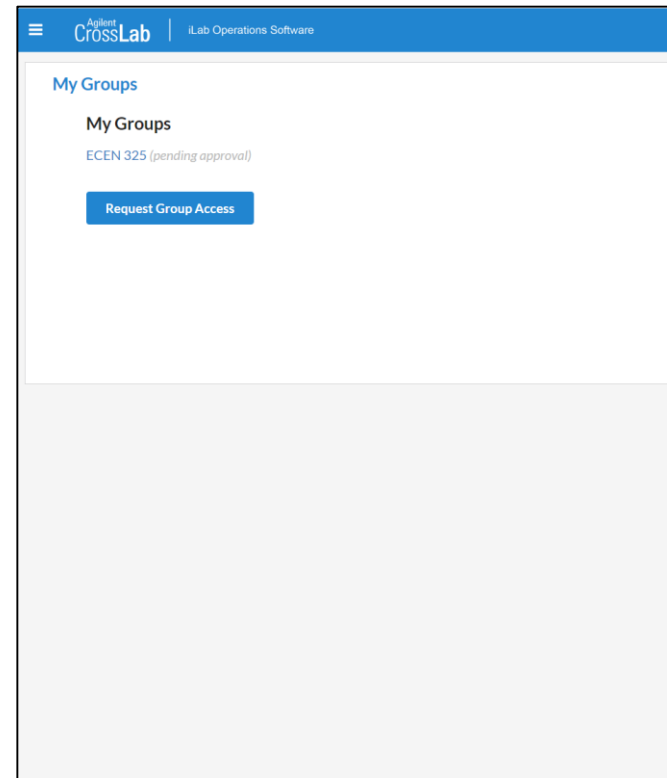 Agilent
CrossLab
iLab Operations Software
My Groups
My Groups
ECEN 325 (pending approval)
Request Group Access